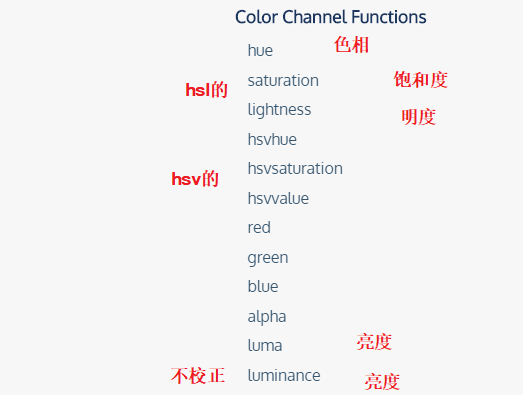 Color Channel Functions
hue 色相
hsl的 saturation 饱和度
lightness 明度
hsvhue
hsv的 hsvsaturation
hsvvalue
red
green
blue
alpha
luma 亮度
不校正 luminance 亮度